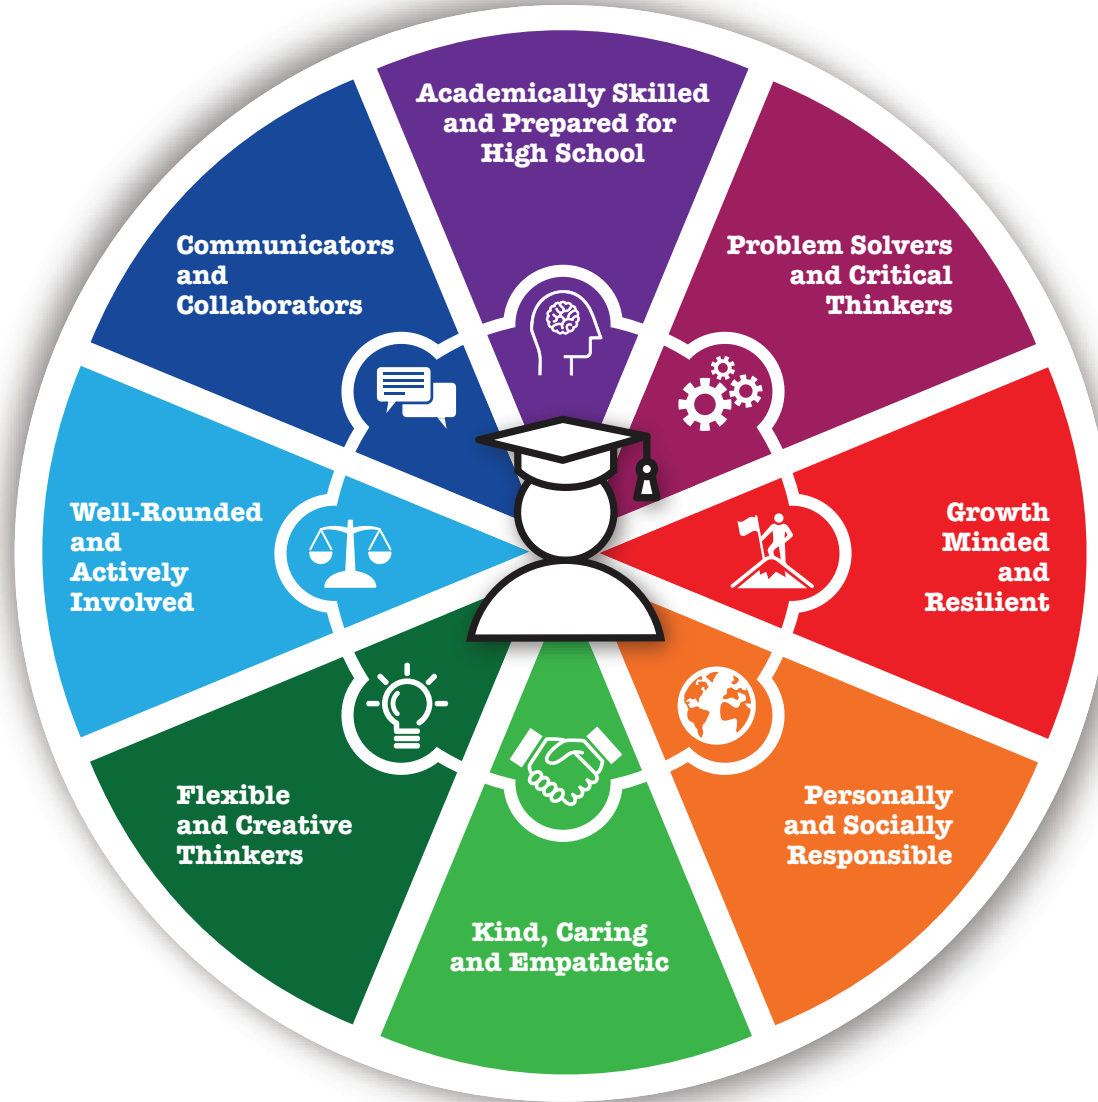 Academically Skilled
and Prepared for
High School
Problem Solvers
and Critical
Thinkers
Growth
Minded
and
Resilient
Personally
and Socially
Responsible
Kind, Caring
and Empathetic
Flexible
and Creative
Thinkers
Well-Rounded
and
Actively
Involved
Communicators
and
Collaborators